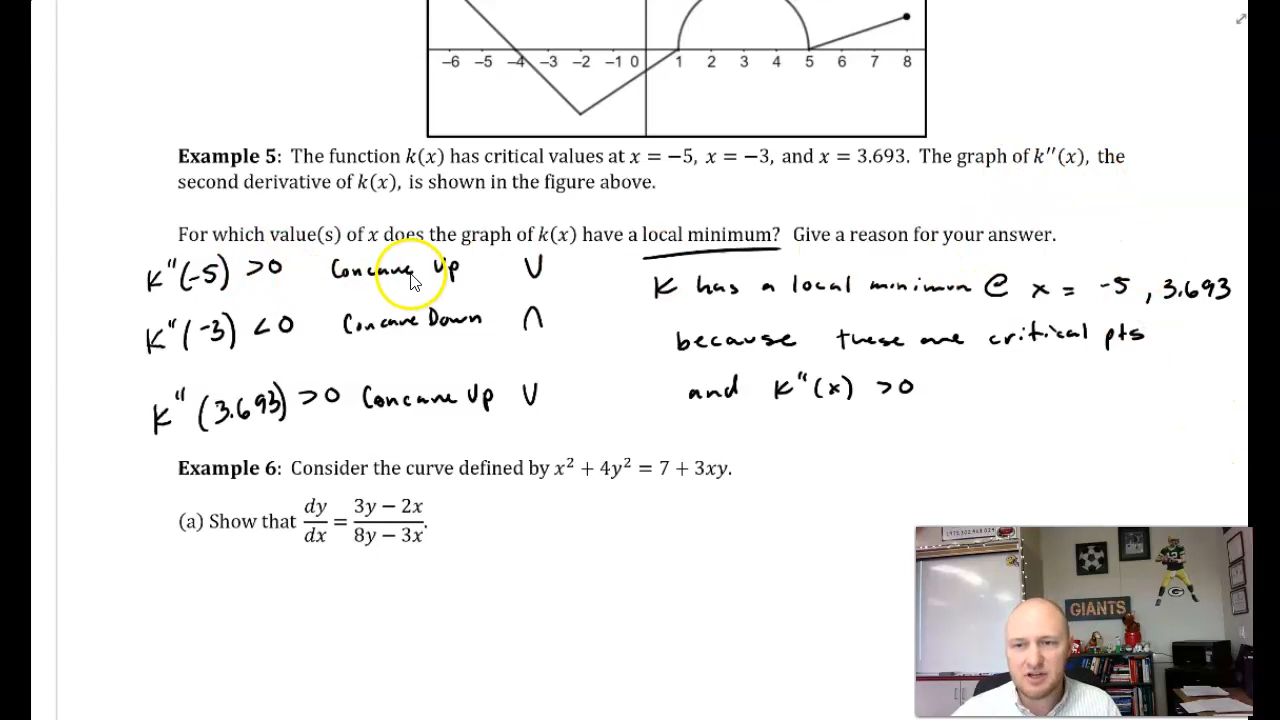 −6 −5 −4 −3 −2 −1 0 1 2 3 4 5 6 7 8
Example 5: The function k(x) has critical values at x = −5, x = −3, and x = 3.693. The graph of k″(x), the
second derivative of k(x), is shown in the figure above.
For which value(s) of x does the graph of k(x) have a local minimum? Give a reason for your answer.
K"(-5) >0 Concave Up ∪
K"(-3) <0 Concave Down ∩
K"(3.693) >0 Concave Up ∪
K has a local minimum @ x = -5, 3.693
because these are critical pts
and K"(x) >0
Example 6: Consider the curve defined by x² + 4y² = 7 + 3xy.
(a) Show that dy/dx = (3y − 2x)/(8y − 3x).
GIANTS
G